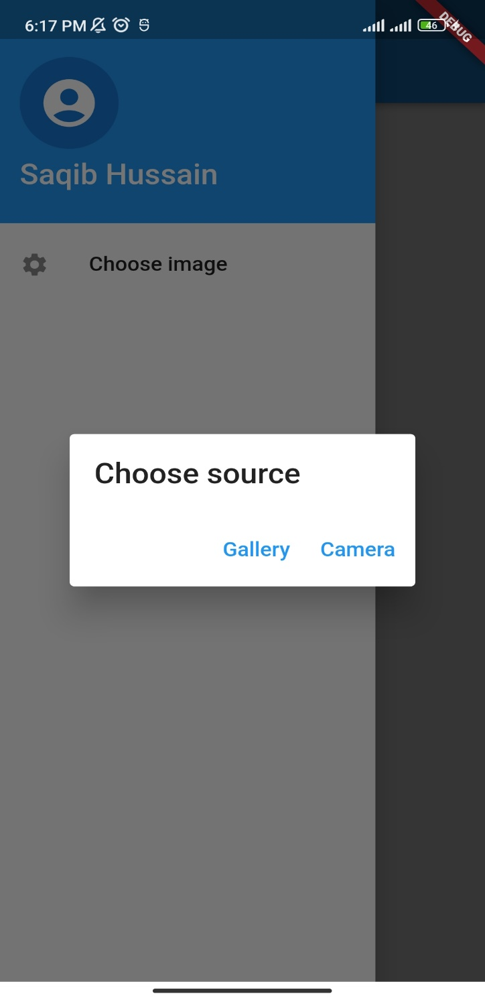 6:17 PM
46
DEBUG
Saqib Hussain
Choose image
Choose source
Gallery Camera